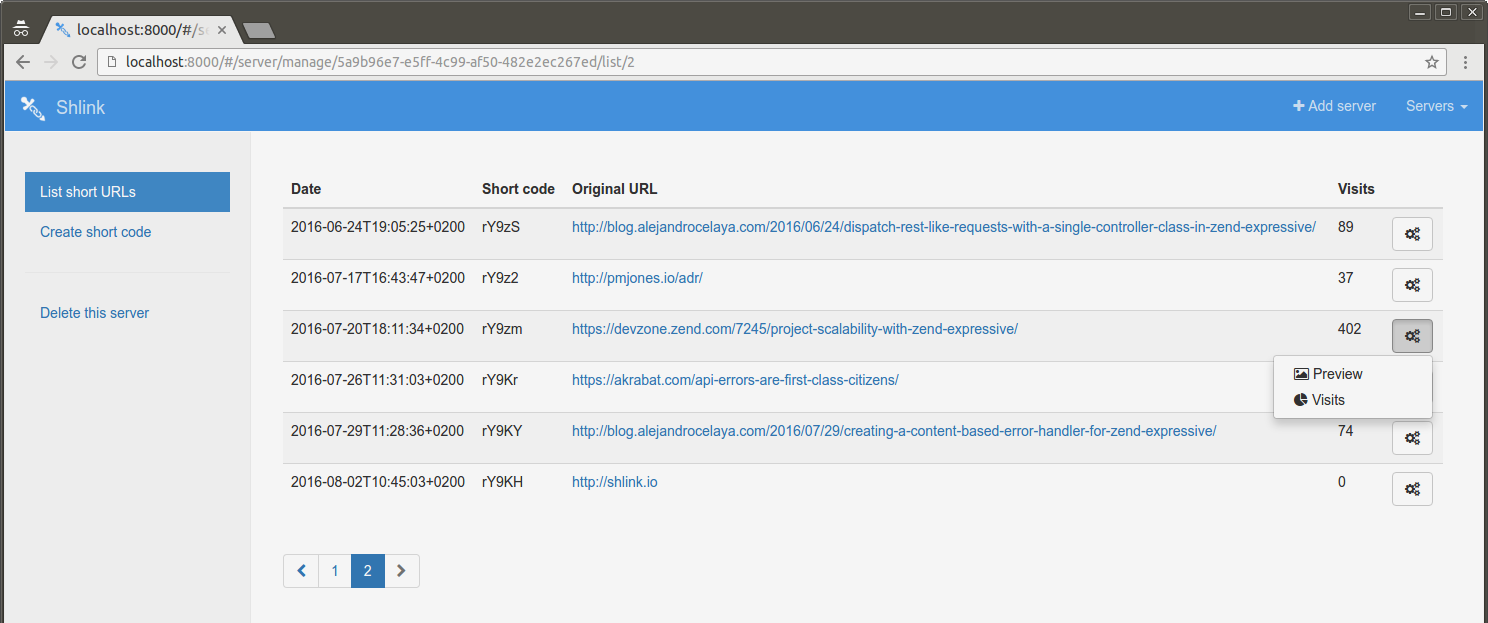 localhost:8000/#/se
localhost:8000/#/server/manage/5a9b96e7-e5ff-4c99-af50-482e2ec267ed/list/2
Shlink
Add server
Servers
List short URLs
Create short code
Delete this server
Date Short code Original URL Visits
2016-06-24T19:05:25+0200 rY9zS http://blog.alejandrocelaya.com/2016/06/24/dispatch-rest-like-requests-with-a-single-controller-class-in-zend-expressive/ 89
2016-07-17T16:43:47+0200 rY9z2 http://pmjones.io/adr/ 37
2016-07-20T18:11:34+0200 rY9zm https://devzone.zend.com/7245/project-scalability-with-zend-expressive/ 402
2016-07-26T11:31:03+0200 rY9Kr https://akrabat.com/api-errors-are-first-class-citizens/
Preview
Visits
2016-07-29T11:28:36+0200 rY9KY http://blog.alejandrocelaya.com/2016/07/29/creating-a-content-based-error-handler-for-zend-expressive/ 74
2016-08-02T10:45:03+0200 rY9KH http://shlink.io 0
1 2